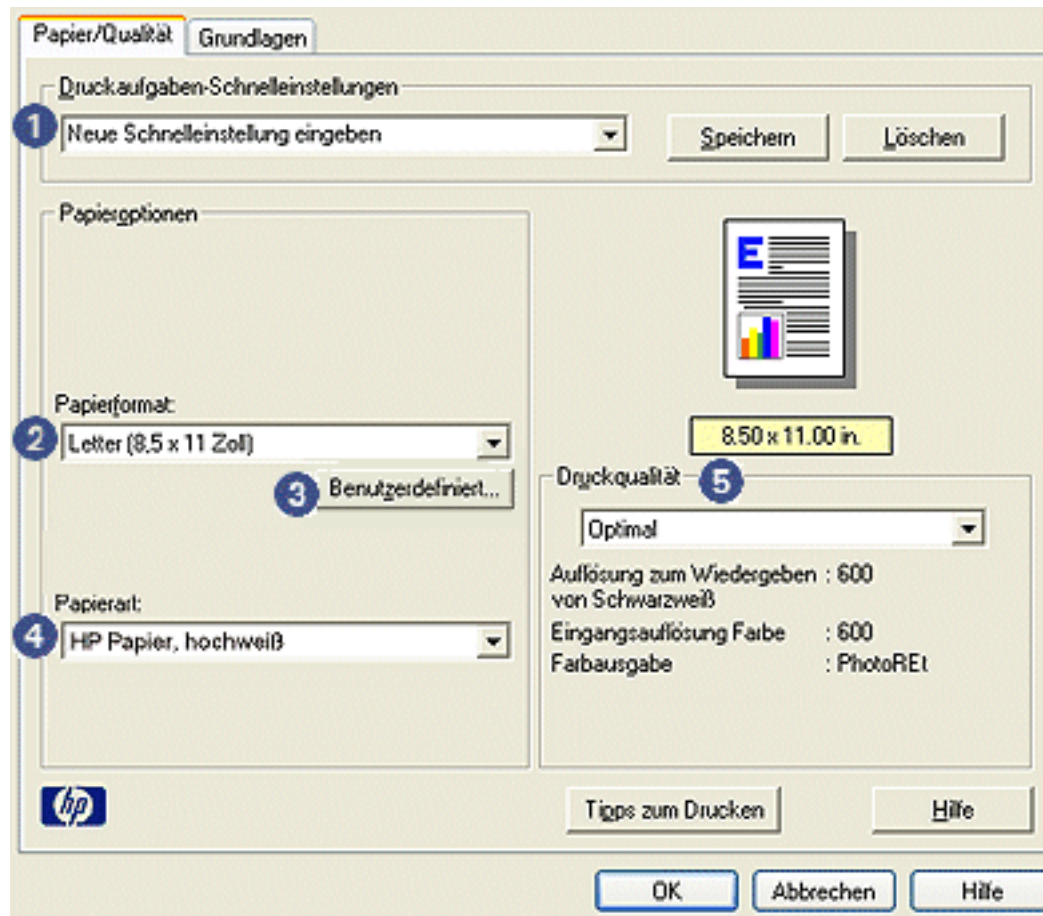 Papier/Qualität
Grundlagen
Druckaufgaben-Schnelleinstellungen
1
Neue Schnelleinstellung eingeben
Speichern
Löschen
Papieroptionen
E
Papierformat:
2
Letter (8,5 x 11 Zoll)
8.50 x 11.00 in.
3
Benutzerdefiniert...
Druckqualität
5
Optimal
Auflösung zum Wiedergeben : 600
von Schwarzweiß
Eingangsauflösung Farbe : 600
Farbausgabe : PhotoREt
Papierart:
4
HP Papier, hochweiß
hp
Tipps zum Drucken
Hilfe
OK
Abbrechen
Hilfe